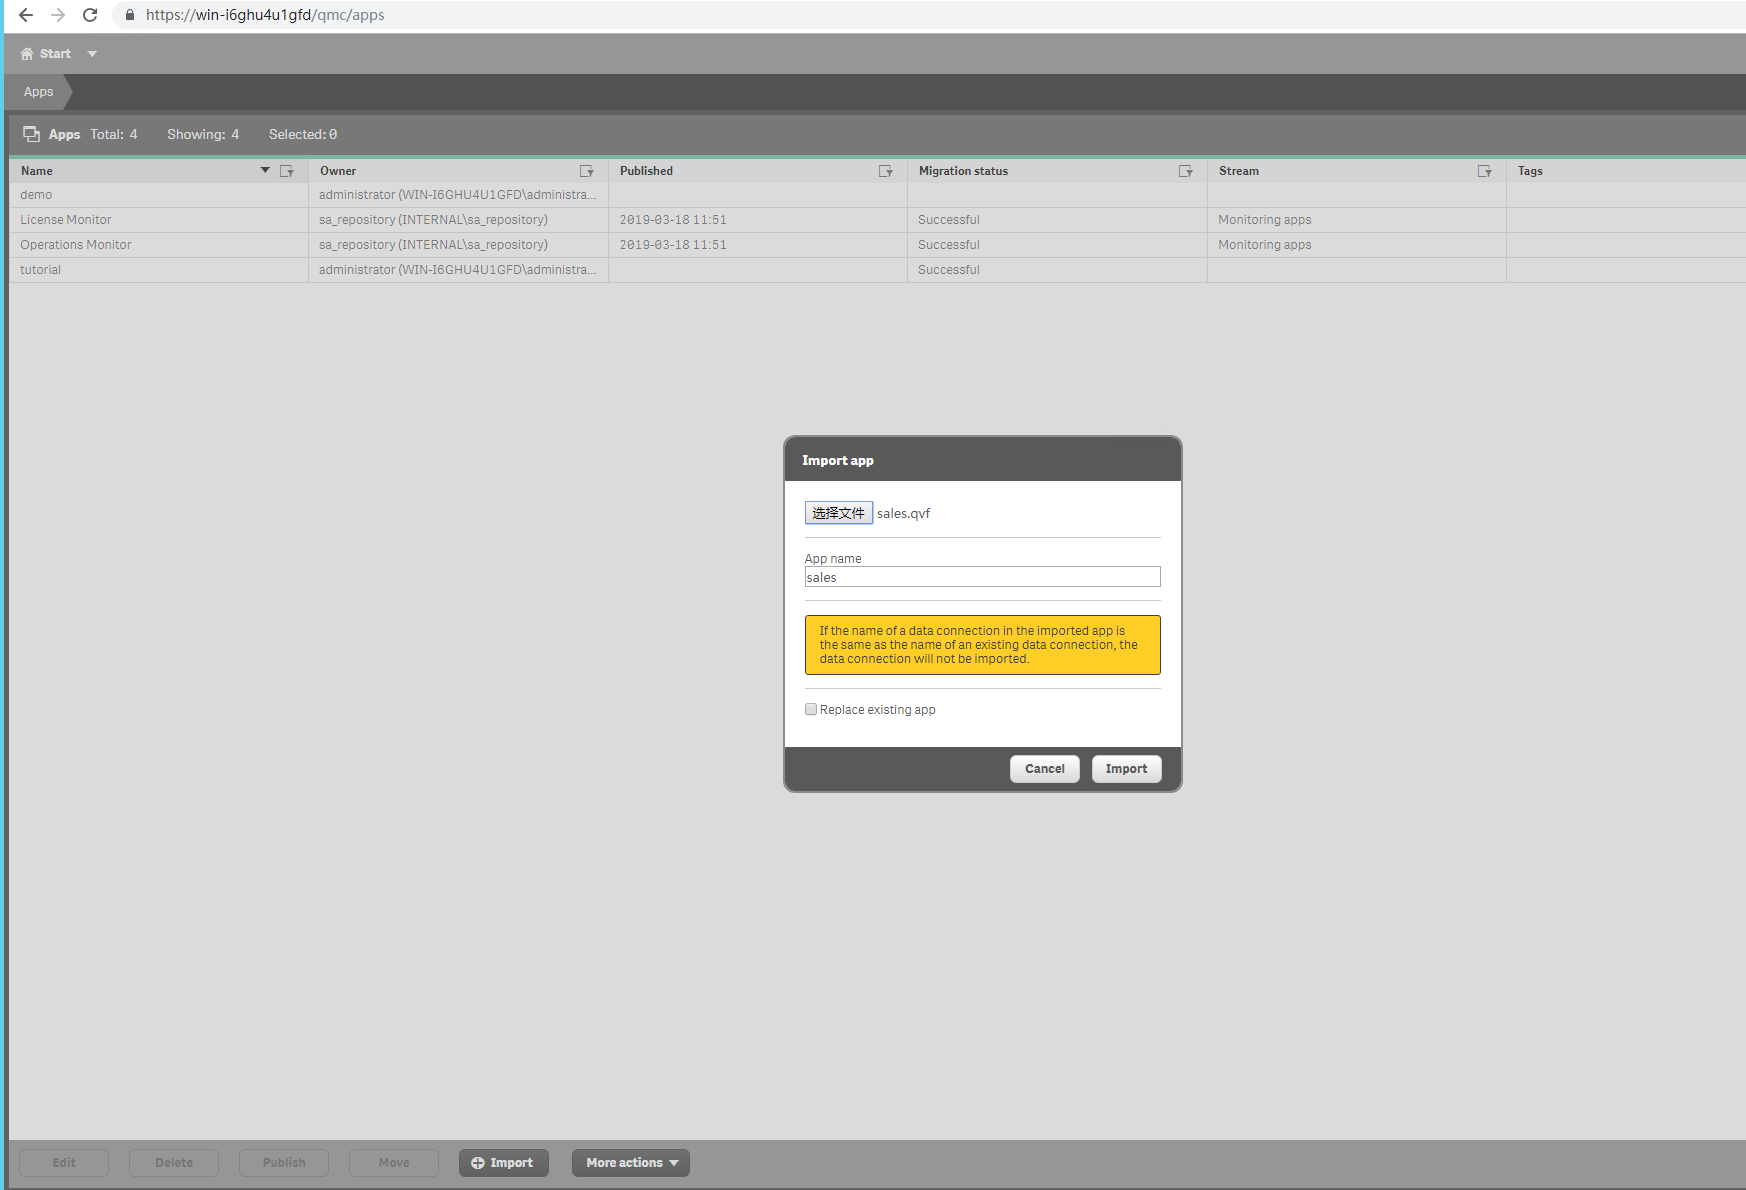 https://win-i6ghu4u1gfd/qmc/apps
Start
Apps
Apps Total: 4 Showing: 4 Selected: 0
Name Owner Published Migration status Stream Tags
demo administrator (WIN-I6GHU4U1GFD\administra...
License Monitor sa_repository (INTERNAL\sa_repository) 2019-03-18 11:51 Successful Monitoring apps
Operations Monitor sa_repository (INTERNAL\sa_repository) 2019-03-18 11:51 Successful Monitoring apps
tutorial administrator (WIN-I6GHU4U1GFD\administra... Successful
Import app
选择文件 sales.qvf
App name
sales
If the name of a data connection in the imported app is
the same as the name of an existing data connection, the
data connection will not be imported.
Replace existing app
Cancel Import
Edit Delete Publish Move Import More actions